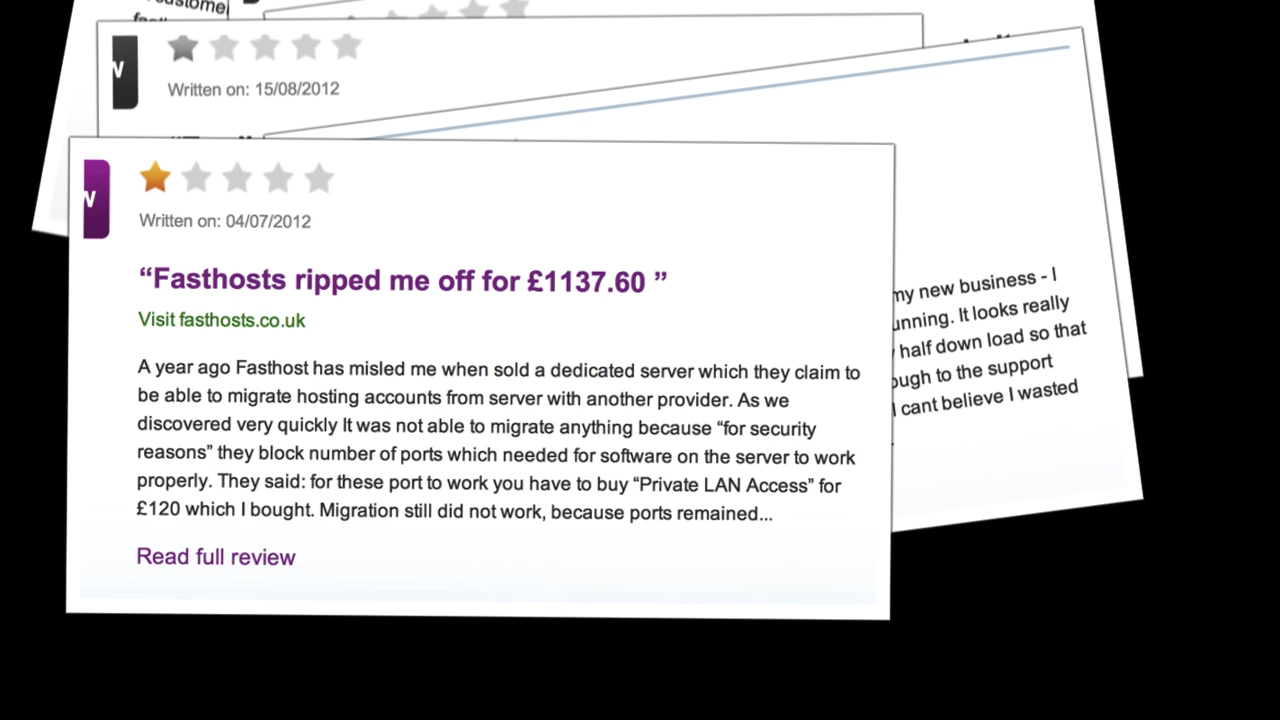 Written on: 15/08/2012
W
Written on: 04/07/2012
“Fasthosts ripped me off for £1137.60 ”
Visit fasthosts.co.uk
A year ago Fasthost has misled me when sold a dedicated server which they claim to
be able to migrate hosting accounts from server with another provider. As we
discovered very quickly It was not able to migrate anything because “for security
reasons” they block number of ports which needed for software on the server to work
properly. They said: for these port to work you have to buy “Private LAN Access” for
£120 which I bought. Migration still did not work, because ports remained...
Read full review
my new business - I
unning. It looks really
half down load so that
ough to the support
I cant believe I wasted